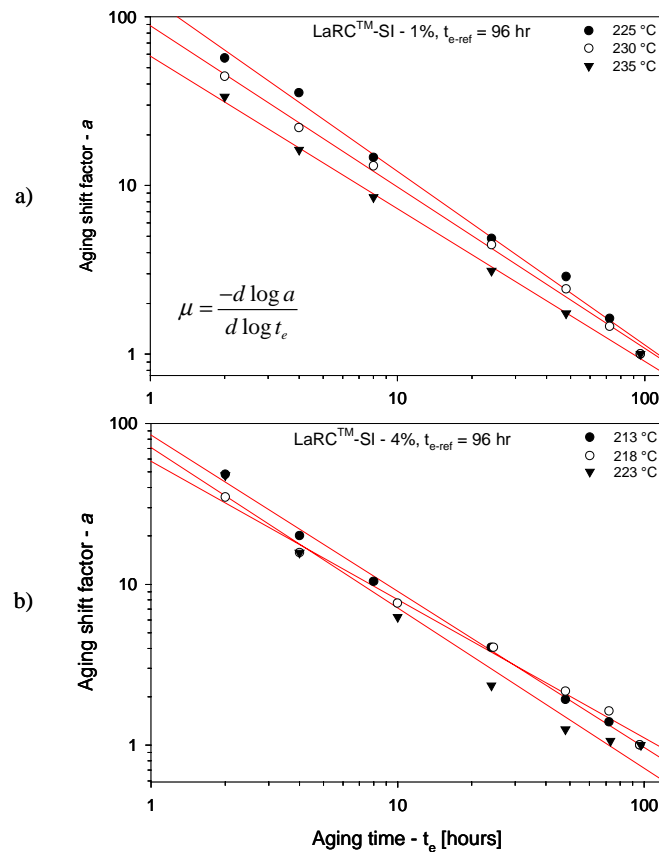 a)
LaRC™-SI - 1%, te-ref = 96 hr
225 °C
230 °C
235 °C
100
10
1
Aging shift factor - a
μ = -d log a / d log te
1 10 100
b)
LaRC™-SI - 4%, te-ref = 96 hr
213 °C
218 °C
223 °C
100
10
1
Aging shift factor - a
1 10 100
Aging time - te [hours]